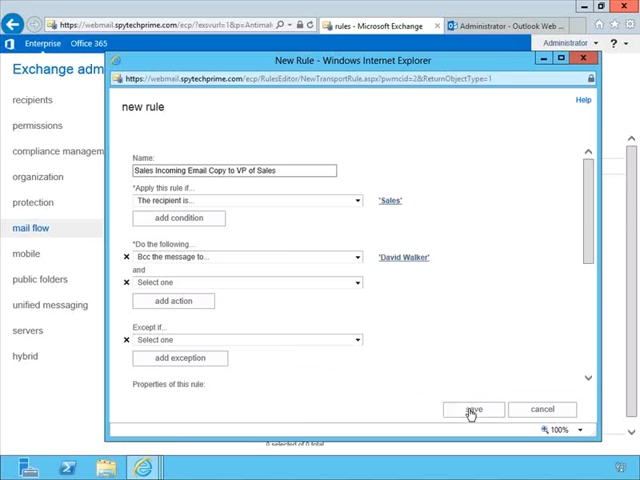 https://webmail.spytechprime.com/ecp/?exsvurl=1&p=Antimal
rules - Microsoft Exchange
Administrator - Outlook Web ...
Enterprise Office 365
Administrator ?
Exchange adm
recipients
permissions
compliance managem
organization
protection
mail flow
mobile
public folders
unified messaging
servers
hybrid
New Rule - Windows Internet Explorer
https://webmail.spytechprime.com/ecp/RulesEditor/NewTransportRule.aspx?pwmcid=2&ReturnObjectType=1
Help
new rule
Name:
Sales Incoming Email Copy to VP of Sales
*Apply this rule if...
The recipient is... 'Sales'
add condition
*Do the following...
Bcc the message to... 'David Walker'
and
Select one
add action
Except if...
Select one
add exception
Properties of this rule:
save cancel
100%
0 selected of 0 total